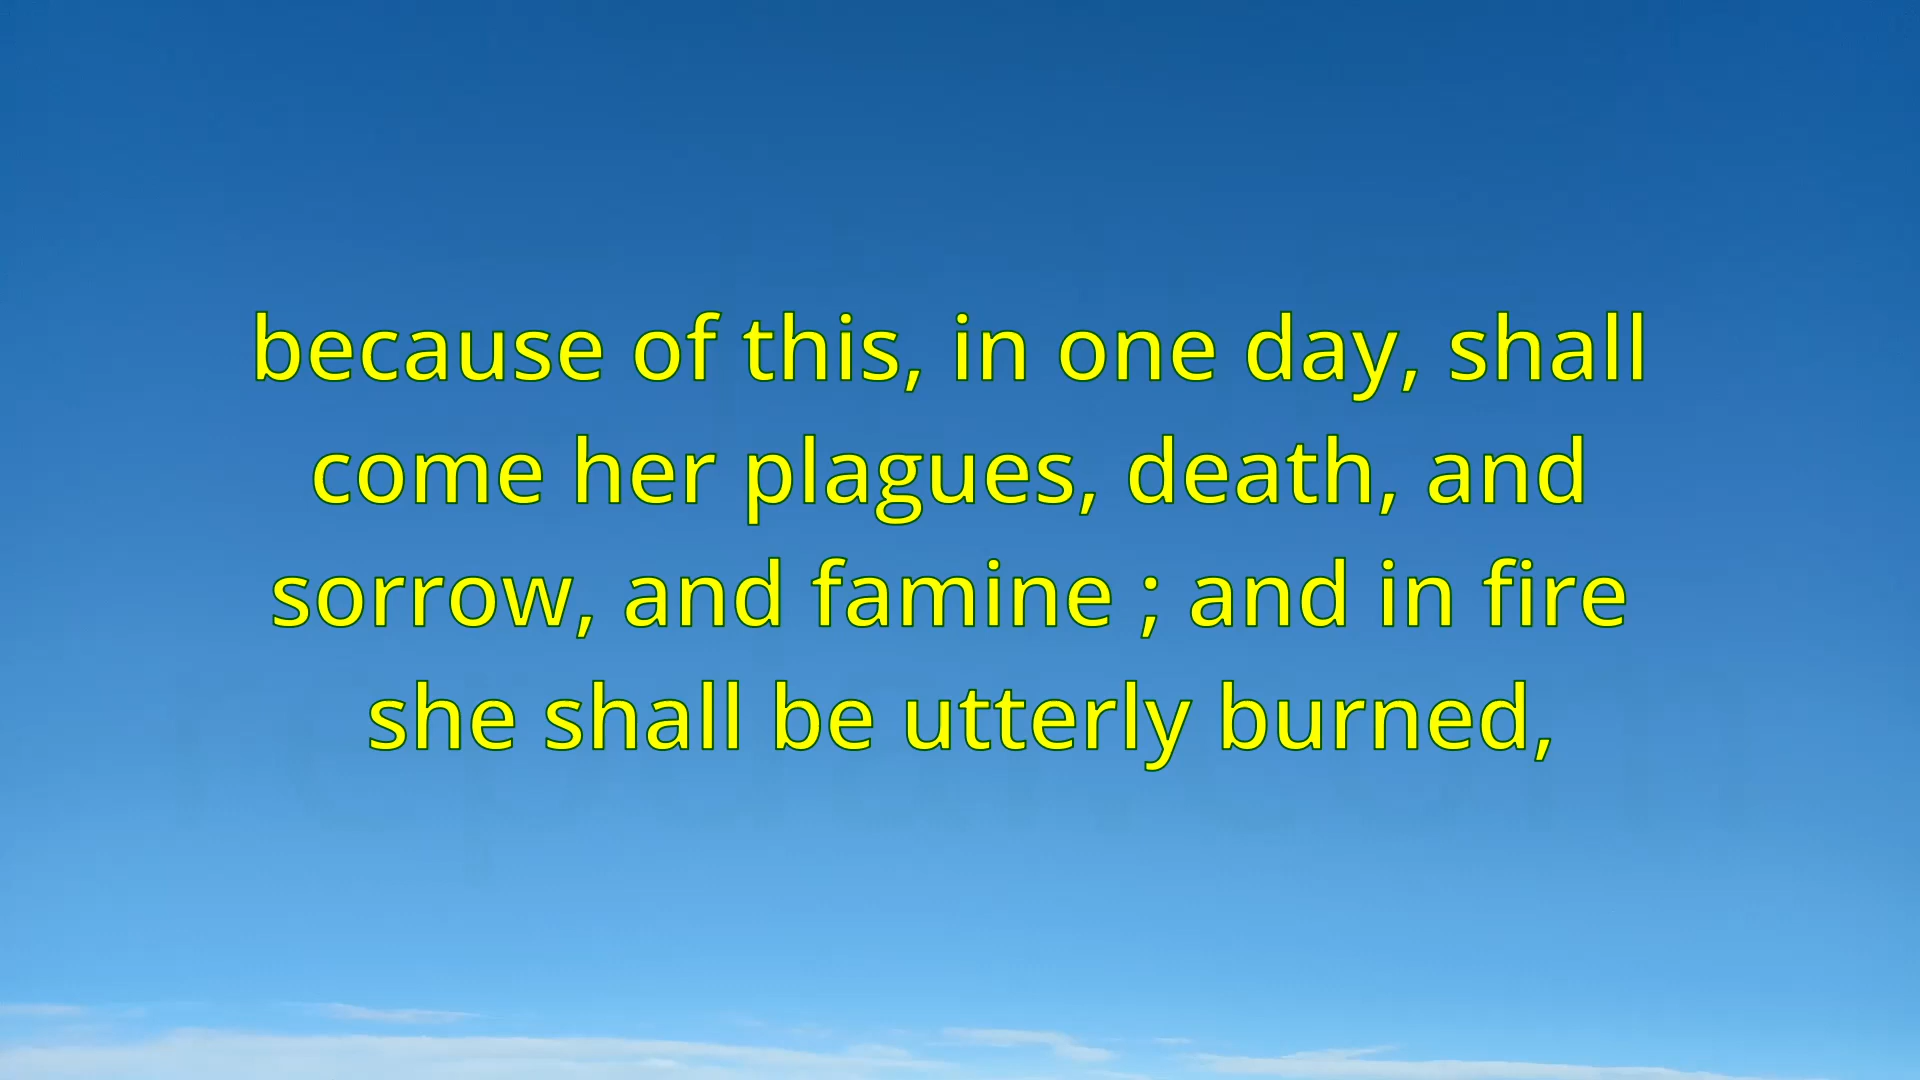 because of this, in one day, shall
come her plagues, death, and
sorrow, and famine ; and in fire
she shall be utterly burned,